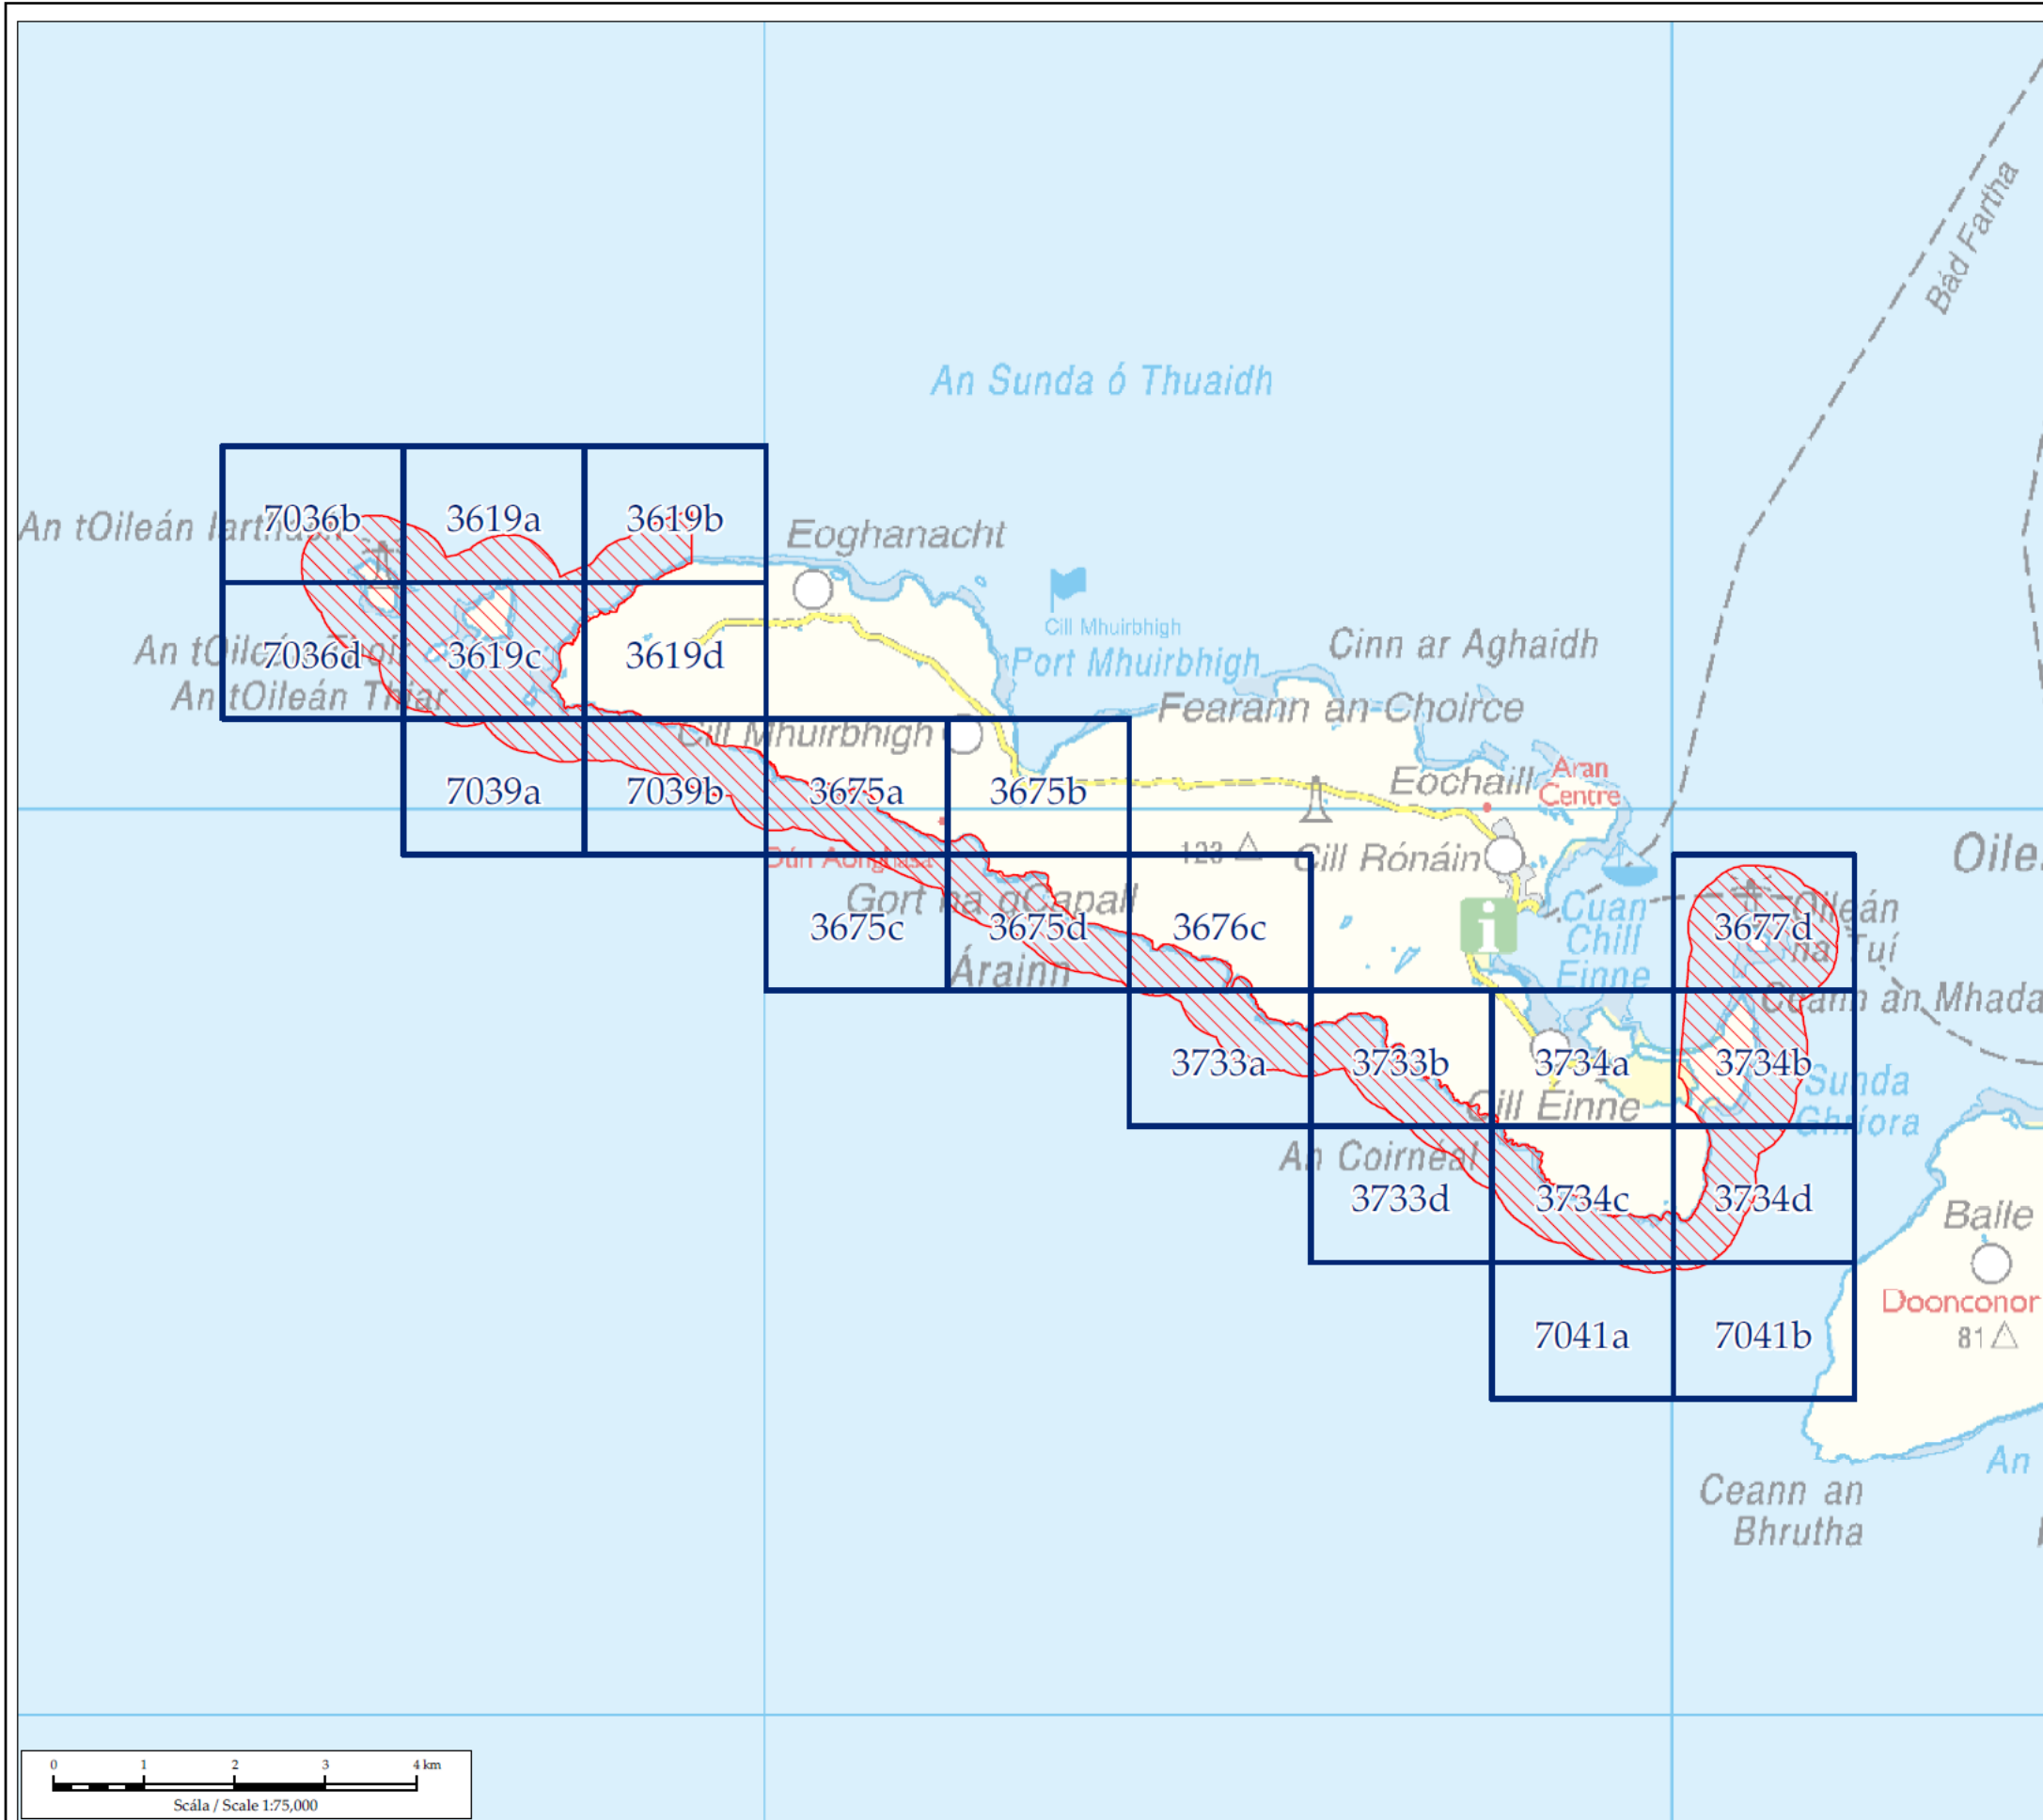 Bád Fartha
An Sunda ó Thuaidh
7036b
3619a
3619b
An tOileán
Eoghanacht
Cill Mhuirbhigh
Port Mhuirbhigh
Cinn ar Aghaidh
7036d
3619c
3619d
An tOileán Thiar
Fearann an Choirce
Cill Mhuirbhigh
7039a
7039b
3675a
3675b
Eochaill
Aran
Centre
Dún Aonghasa
123
Cill Rónáin
Gort na gCapall
3675c
3675d
3676c
Árainn
i
Cuan
Chill
Einne
3677d
Oileán
na Tuí
Ceann an Mhada
3733a
3733b
3734a
3734b
Cill Éinne
Sunda
Ghríora
An Coirnéal
3733d
3734c
3734d
Baile
Doonconor
81
7041a
7041b
An
Ceann an
Bhrutha
0 1 2 3 4 km
Scála / Scale 1:75,000